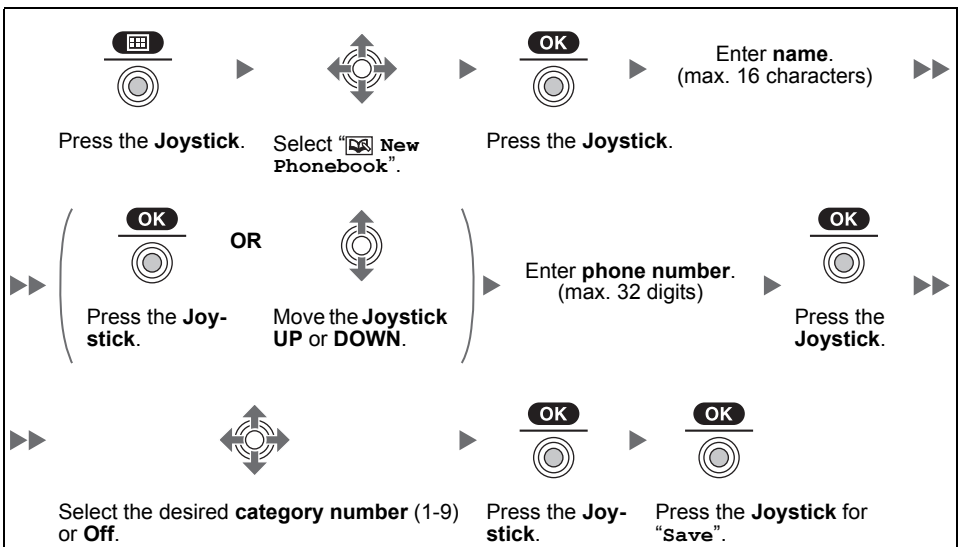 OK OK
Enter name.
(max. 16 characters)
Press the Joystick. Select “ New Press the Joystick.
Phonebook”.
OK OR OK
Enter phone number.
(max. 32 digits)
Press the Joy- Move the Joystick Press the
stick. UP or DOWN. Joystick.
OK OK
Select the desired category number (1-9) Press the Joy- Press the Joystick for
or Off. stick. “Save”.